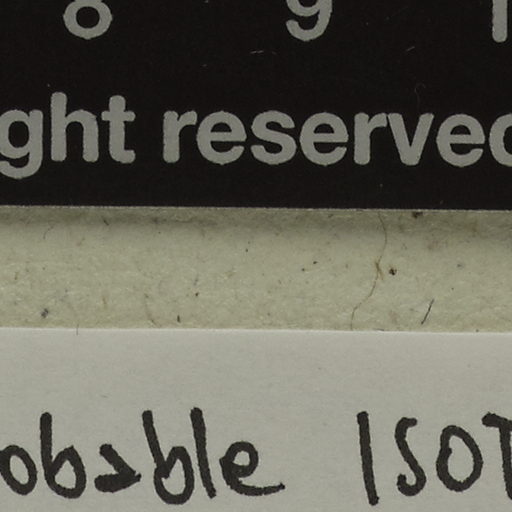 8 9
ght reserved
obable ISOT